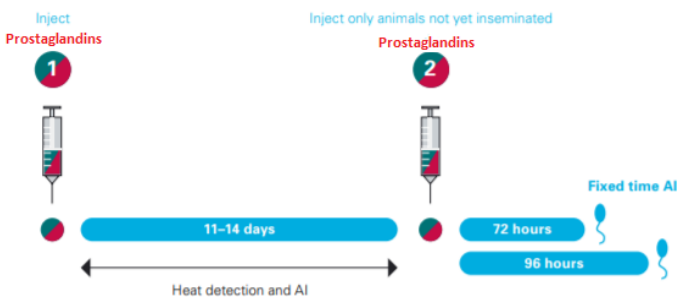 Inject
Prostaglandins
1
Inject only animals not yet inseminated
Prostaglandins
2
11–14 days
Heat detection and AI
72 hours
Fixed time AI
96 hours